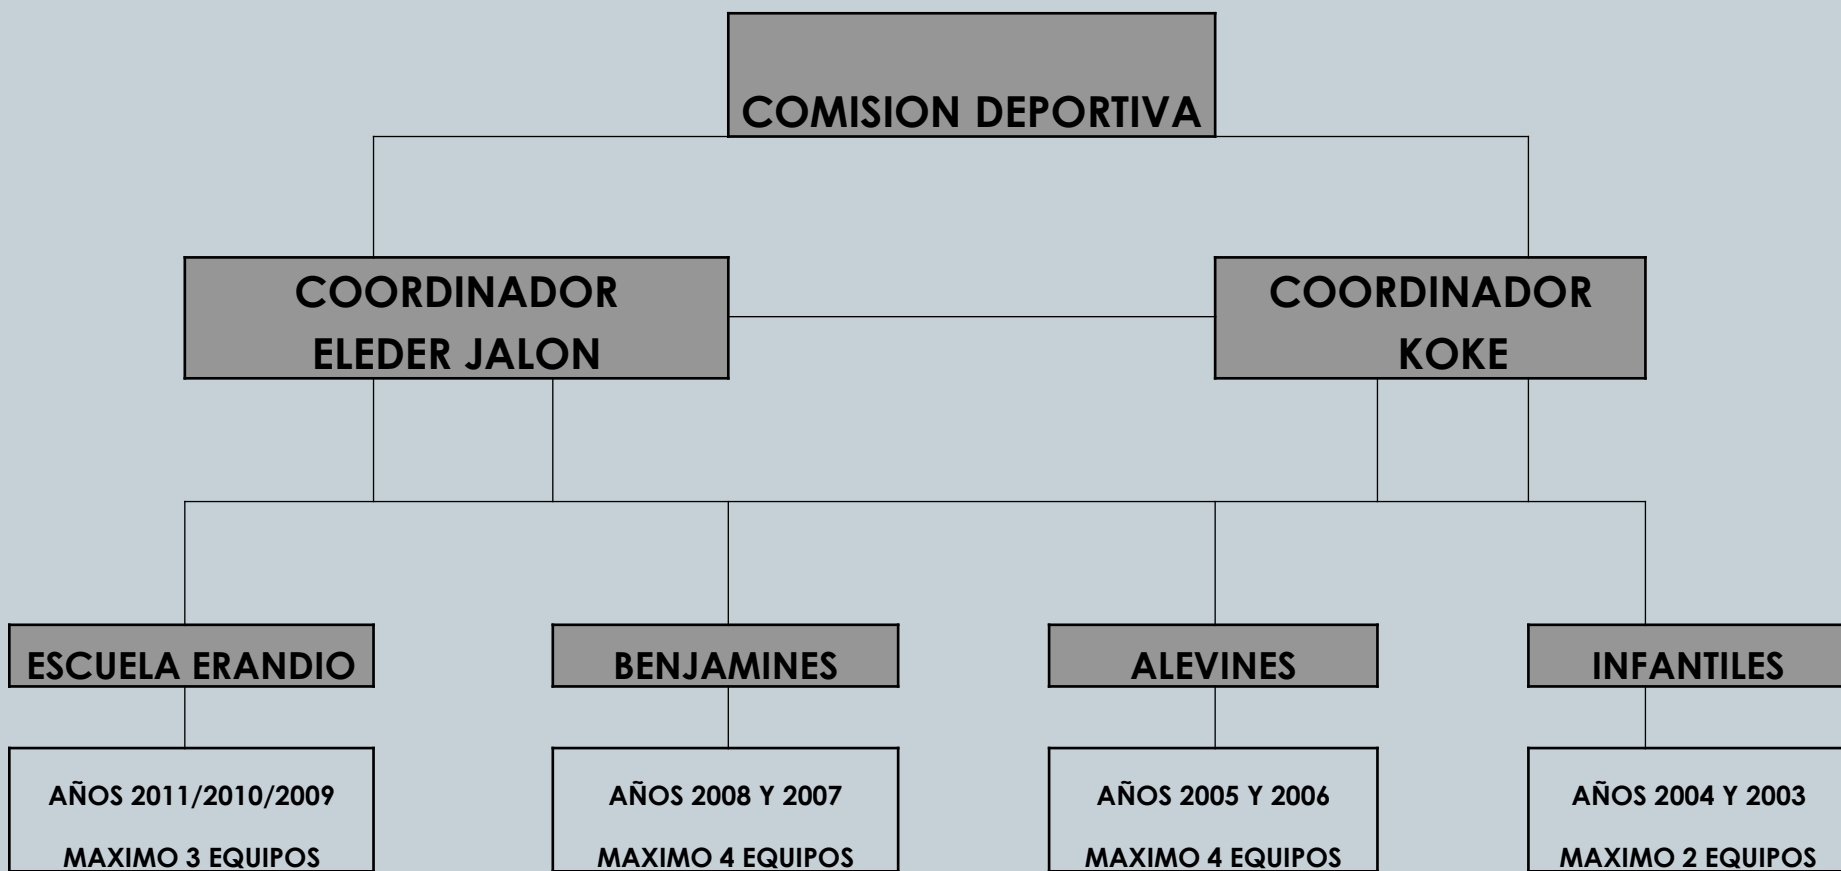 COMISION DEPORTIVA
COORDINADOR
ELEDER JALON
COORDINADOR
KOKE
ESCUELA ERANDIO
BENJAMINES
ALEVINES
INFANTILES
AÑOS 2011/2010/2009
MAXIMO 3 EQUIPOS
AÑOS 2008 Y 2007
MAXIMO 4 EQUIPOS
AÑOS 2005 Y 2006
MAXIMO 4 EQUIPOS
AÑOS 2004 Y 2003
MAXIMO 2 EQUIPOS